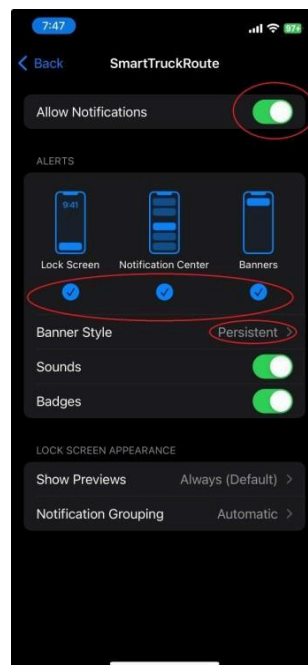 7:47
97+
Back
SmartTruckRoute
Allow Notifications
ALERTS
9:41
Lock Screen
Notification Center
Banners
Banner Style
Persistent
Sounds
Badges
LOCK SCREEN APPEARANCE
Show Previews
Always (Default)
Notification Grouping
Automatic